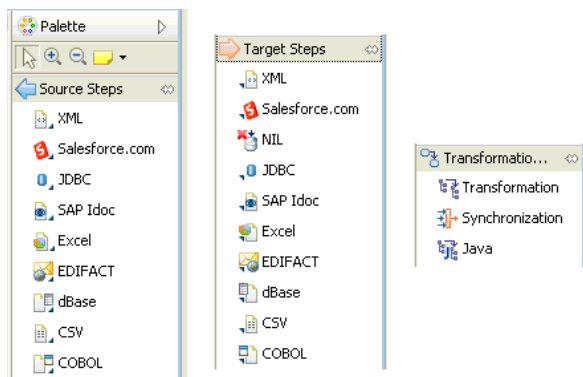 Palette
Source Steps
XML
Salesforce.com
JDBC
SAP Idoc
Excel
EDIFACT
dBase
CSV
COBOL
Target Steps
XML
Salesforce.com
NIL
JDBC
SAP Idoc
Excel
EDIFACT
dBase
CSV
COBOL
Transformatio...
Transformation
Synchronization
Java